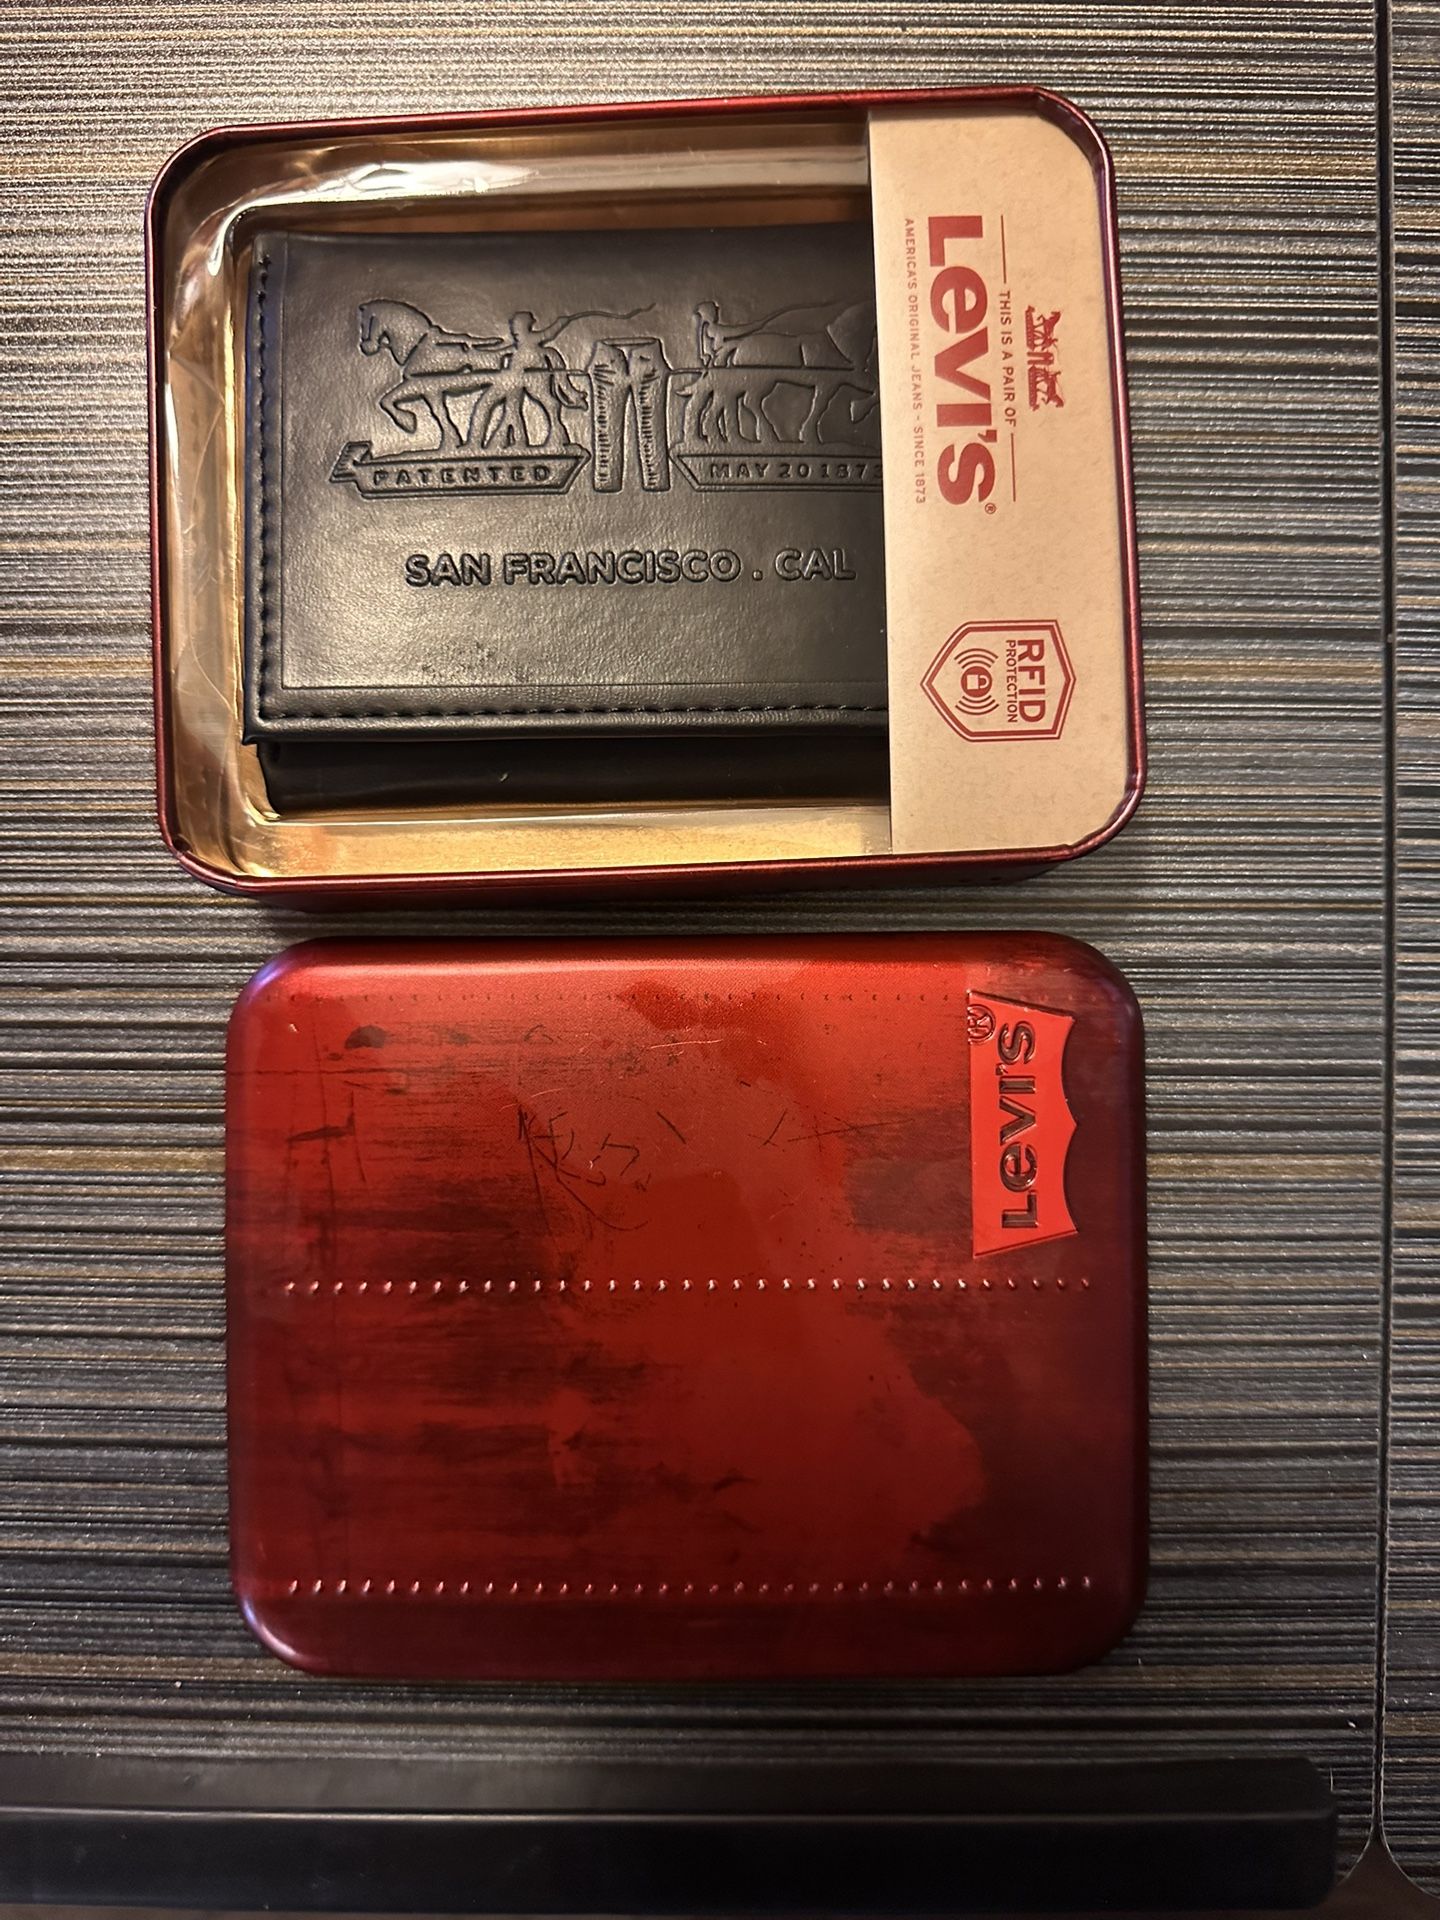 THIS IS A PAIR OF
Levi's®
AMERICA'S ORIGINAL JEANS - SINCE 1873
RFID
PROTECTION
PATENTED
MAY 20 1873
SAN FRANCISCO . CAL
Levi's
®